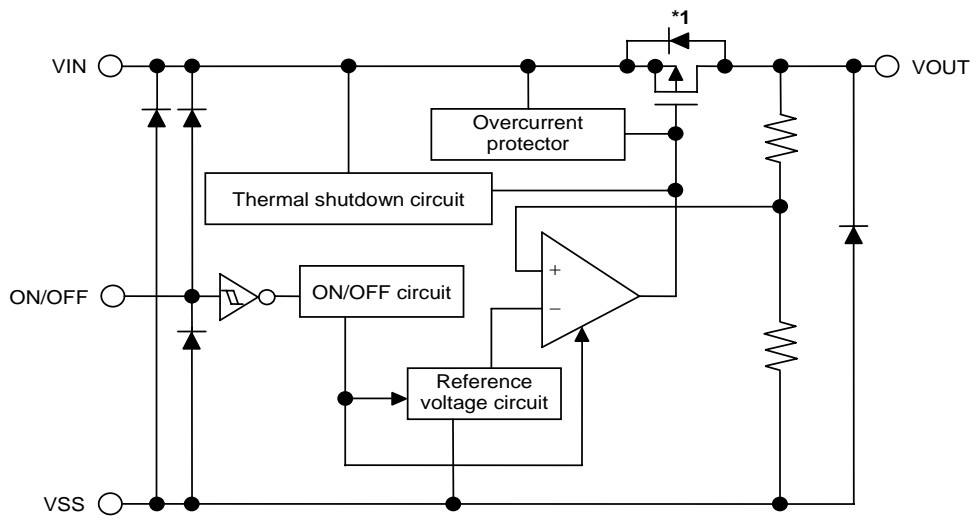 *1
VIN
VOUT
Overcurrent
protector
Thermal shutdown circuit
+
−
ON/OFF
ON/OFF circuit
Reference
voltage circuit
VSS